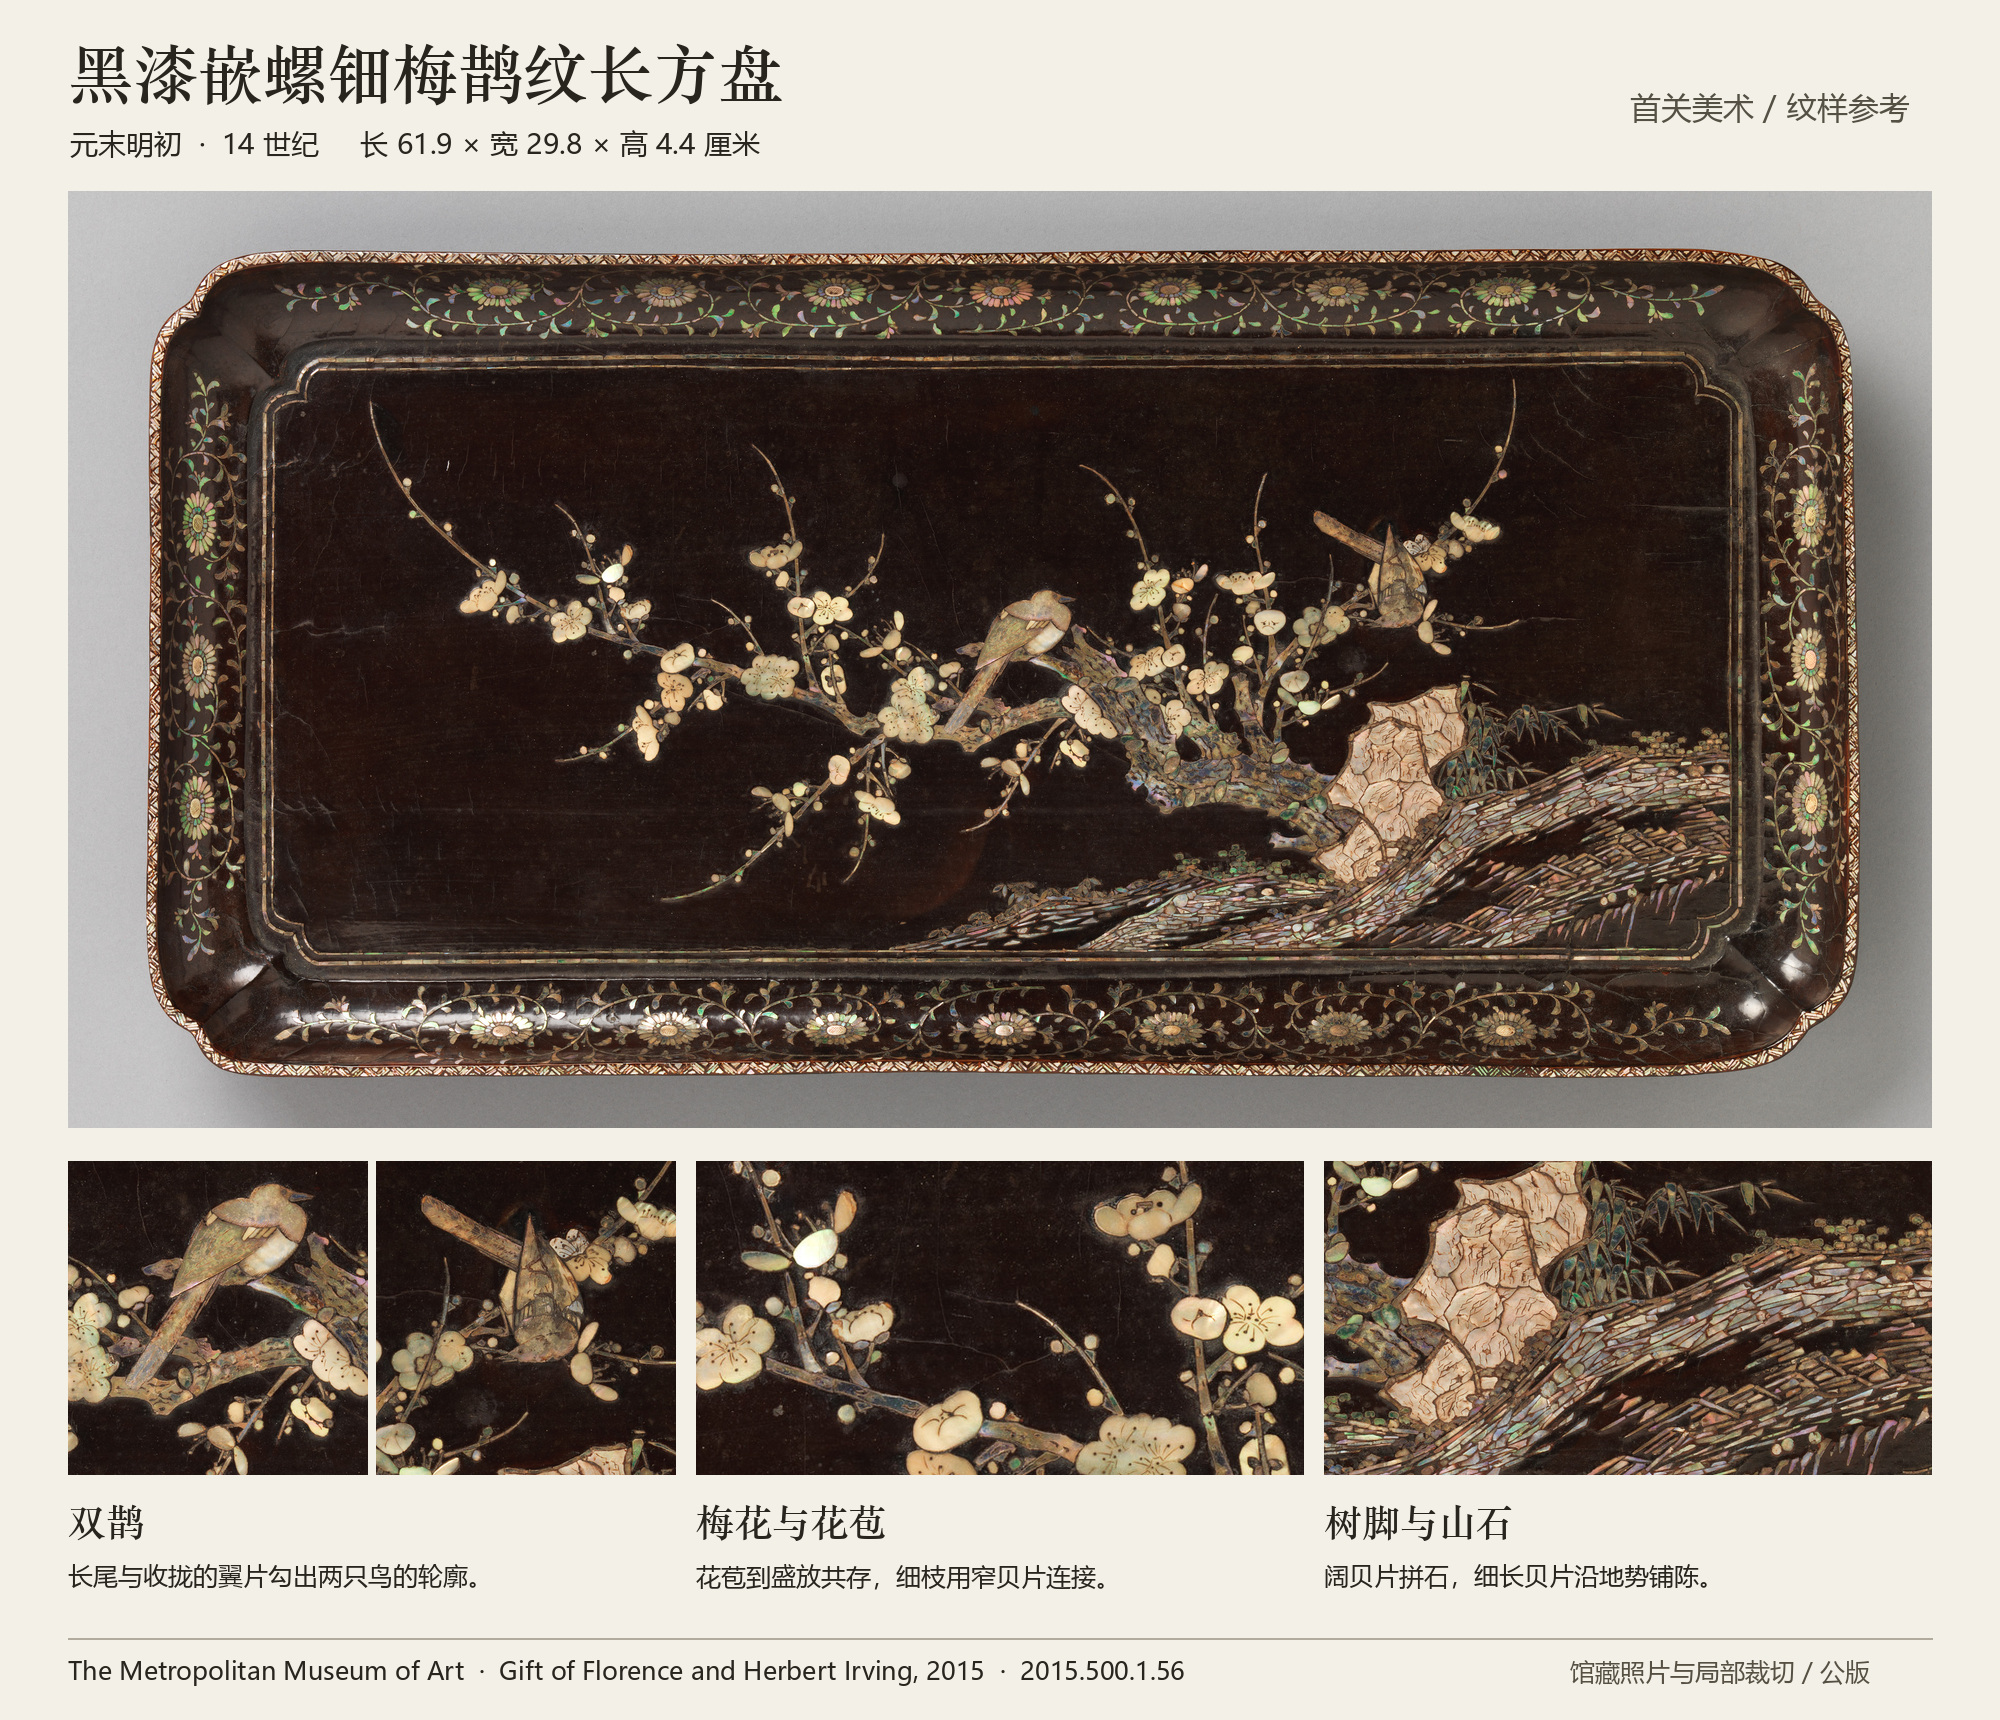 黑漆嵌螺钿梅鹊纹长方盘
元末明初 · 14 世纪 长 61.9 × 宽 29.8 × 高 4.4 厘米
首关美术 / 纹样参考
双鹊
长尾与收拢的翼片勾出两只鸟的轮廓。
梅花与花苞
花苞到盛放共存，细枝用窄贝片连接。
树脚与山石
阔贝片拼石，细长贝片沿地势铺陈。
The Metropolitan Museum of Art · Gift of Florence and Herbert Irving, 2015 · 2015.500.1.56
馆藏照片与局部裁切 / 公版